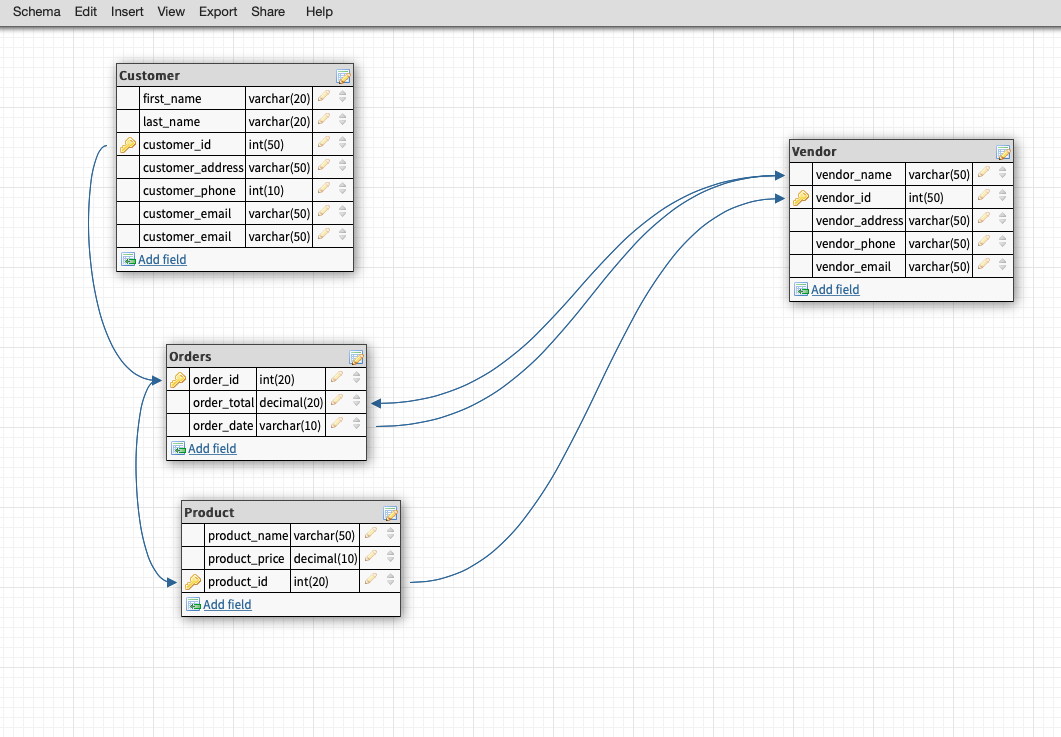 Schema Edit Insert View Export Share Help
Customer
first_name varchar(20)
last_name varchar(20)
customer_id int(50)
customer_address varchar(50)
customer_phone int(10)
customer_email varchar(50)
customer_email varchar(50)
Add field
Vendor
vendor_name varchar(50)
vendor_id int(50)
vendor_address varchar(50)
vendor_phone varchar(50)
vendor_email varchar(50)
Add field
Orders
order_id int(20)
order_total decimal(20)
order_date varchar(10)
Add field
Product
product_name varchar(50)
product_price decimal(10)
product_id int(20)
Add field